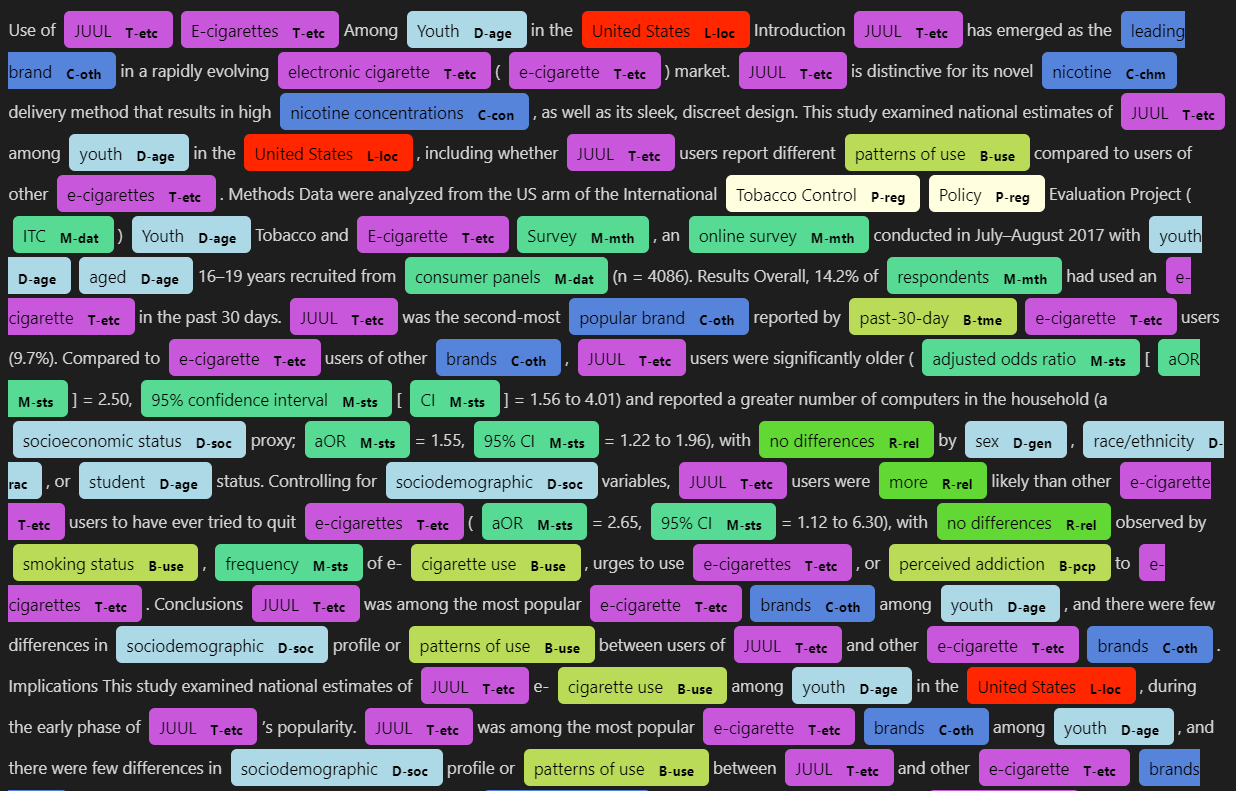 Use of JUUL T-etc E-cigarettes T-etc Among Youth D-age in the United States L-loc Introduction JUUL T-etc has emerged as the leading
brand C-oth in a rapidly evolving electronic cigarette T-etc ( e-cigarette T-etc ) market. JUUL T-etc is distinctive for its novel nicotine C-chm
delivery method that results in high nicotine concentrations C-con , as well as its sleek, discreet design. This study examined national estimates of JUUL T-etc
among youth D-age in the United States L-loc , including whether JUUL T-etc users report different patterns of use B-use compared to users of
other e-cigarettes T-etc . Methods Data were analyzed from the US arm of the International Tobacco Control P-reg Policy P-reg Evaluation Project (
ITC M-dat ) Youth D-age Tobacco and E-cigarette T-etc Survey M-mth , an online survey M-mth conducted in July–August 2017 with youth
D-age aged D-age 16–19 years recruited from consumer panels M-dat (n = 4086). Results Overall, 14.2% of respondents M-mth had used an e-
cigarette T-etc in the past 30 days. JUUL T-etc was the second-most popular brand C-oth reported by past-30-day B-tme e-cigarette T-etc users
(9.7%). Compared to e-cigarette T-etc users of other brands C-oth , JUUL T-etc users were significantly older ( adjusted odds ratio M-sts [ aOR
M-sts ] = 2.50, 95% confidence interval M-sts [ CI M-sts ] = 1.56 to 4.01) and reported a greater number of computers in the household (a
socioeconomic status D-soc proxy; aOR M-sts = 1.55, 95% CI M-sts = 1.22 to 1.96), with no differences R-rel by sex D-gen , race/ethnicity D-
rac , or student D-age status. Controlling for sociodemographic D-soc variables, JUUL T-etc users were more R-rel likely than other e-cigarette
T-etc users to have ever tried to quit e-cigarettes T-etc ( aOR M-sts = 2.65, 95% CI M-sts = 1.12 to 6.30), with no differences R-rel observed by
smoking status B-use , frequency M-sts of e- cigarette use B-use , urges to use e-cigarettes T-etc , or perceived addiction B-pcp to e-
cigarettes T-etc . Conclusions JUUL T-etc was among the most popular e-cigarette T-etc brands C-oth among youth D-age , and there were few
differences in sociodemographic D-soc profile or patterns of use B-use between users of JUUL T-etc and other e-cigarette T-etc brands C-oth .
Implications This study examined national estimates of JUUL T-etc e- cigarette use B-use among youth D-age in the United States L-loc , during
the early phase of JUUL T-etc 's popularity. JUUL T-etc was among the most popular e-cigarette T-etc brands C-oth among youth D-age , and
there were few differences in sociodemographic D-soc profile or patterns of use B-use between JUUL T-etc and other e-cigarette T-etc brands